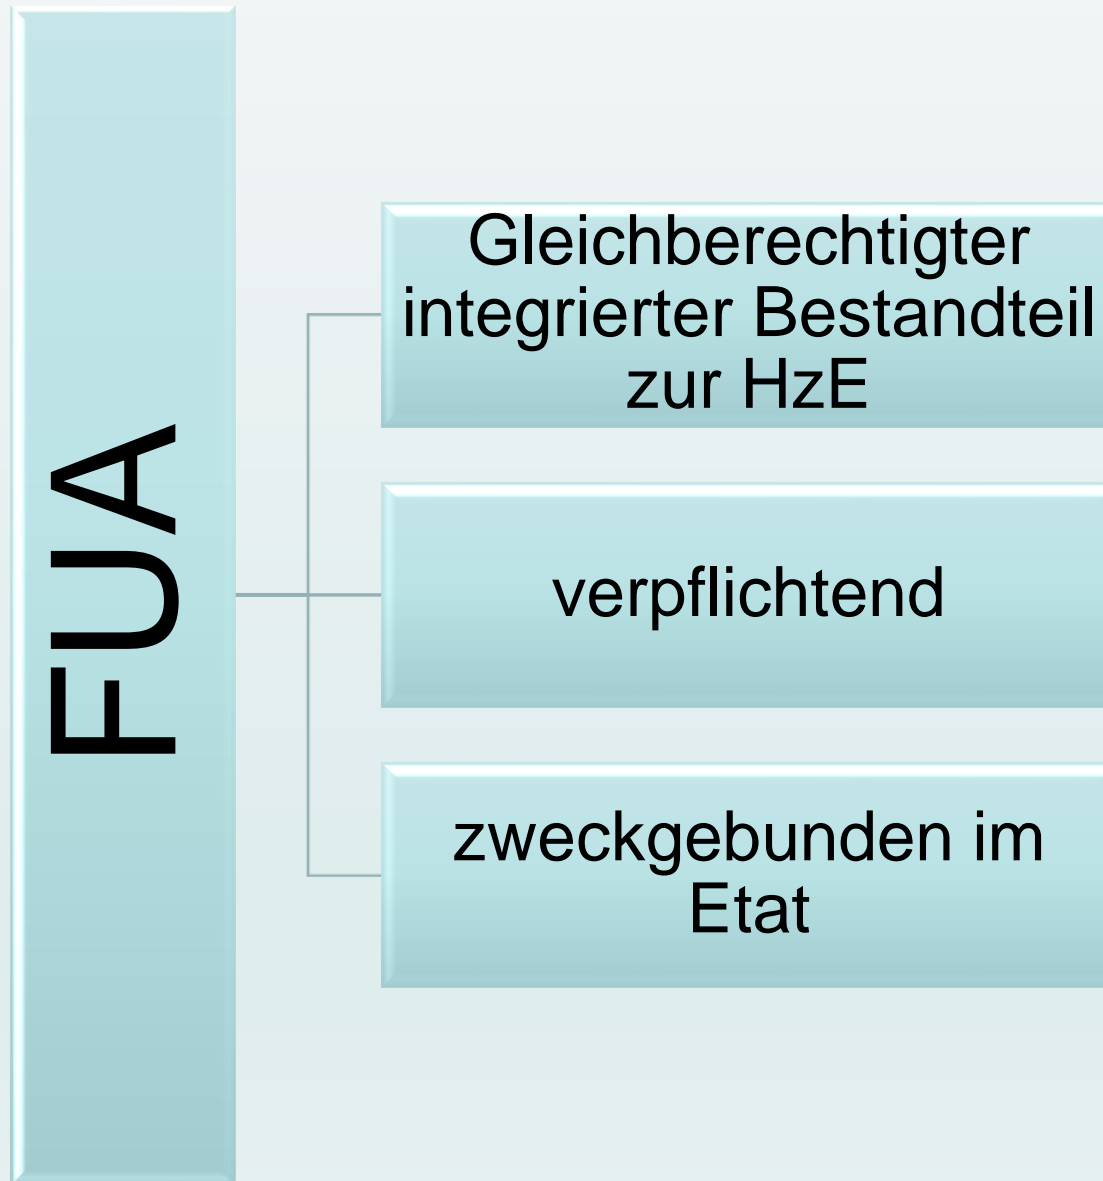 FUA
Gleichberechtigter
integrierter Bestandteil
zur HzE
verpflichtend
zweckgebunden im
Etat